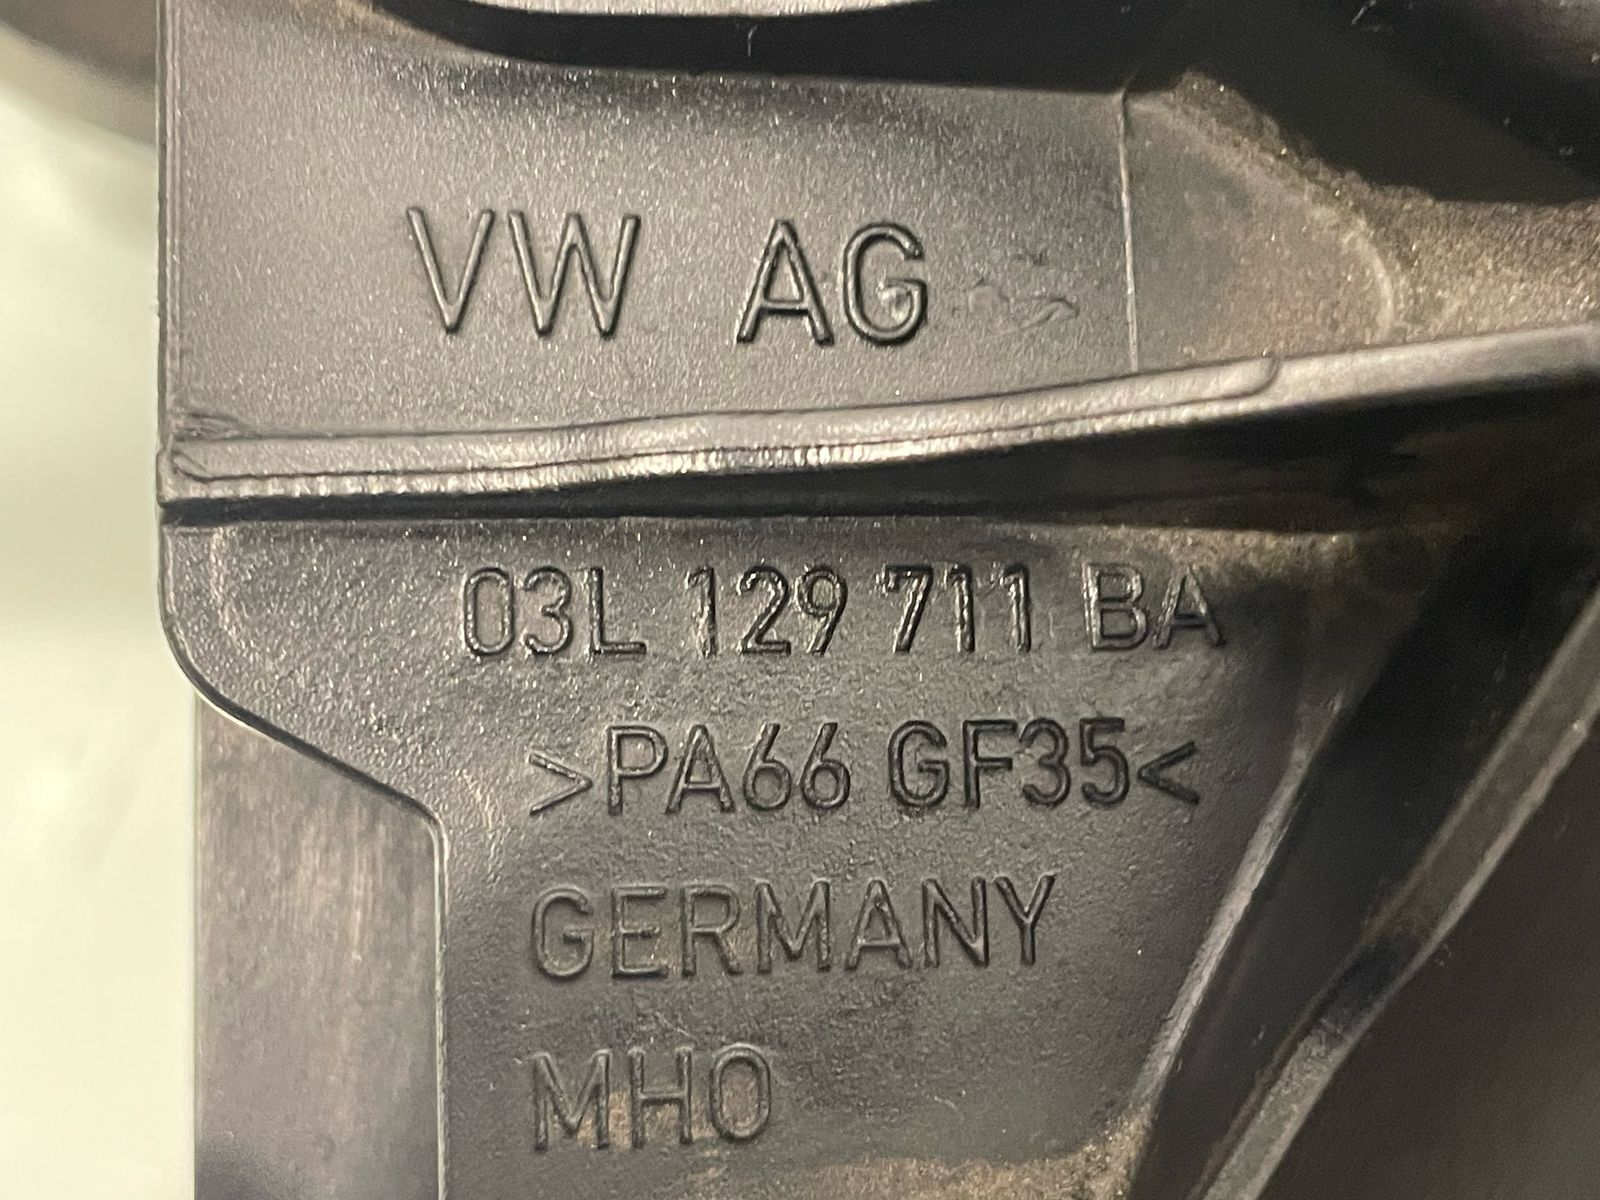 VW AG
03L 129 711 BA
>PA66 GF35<
GERMANY
MHO